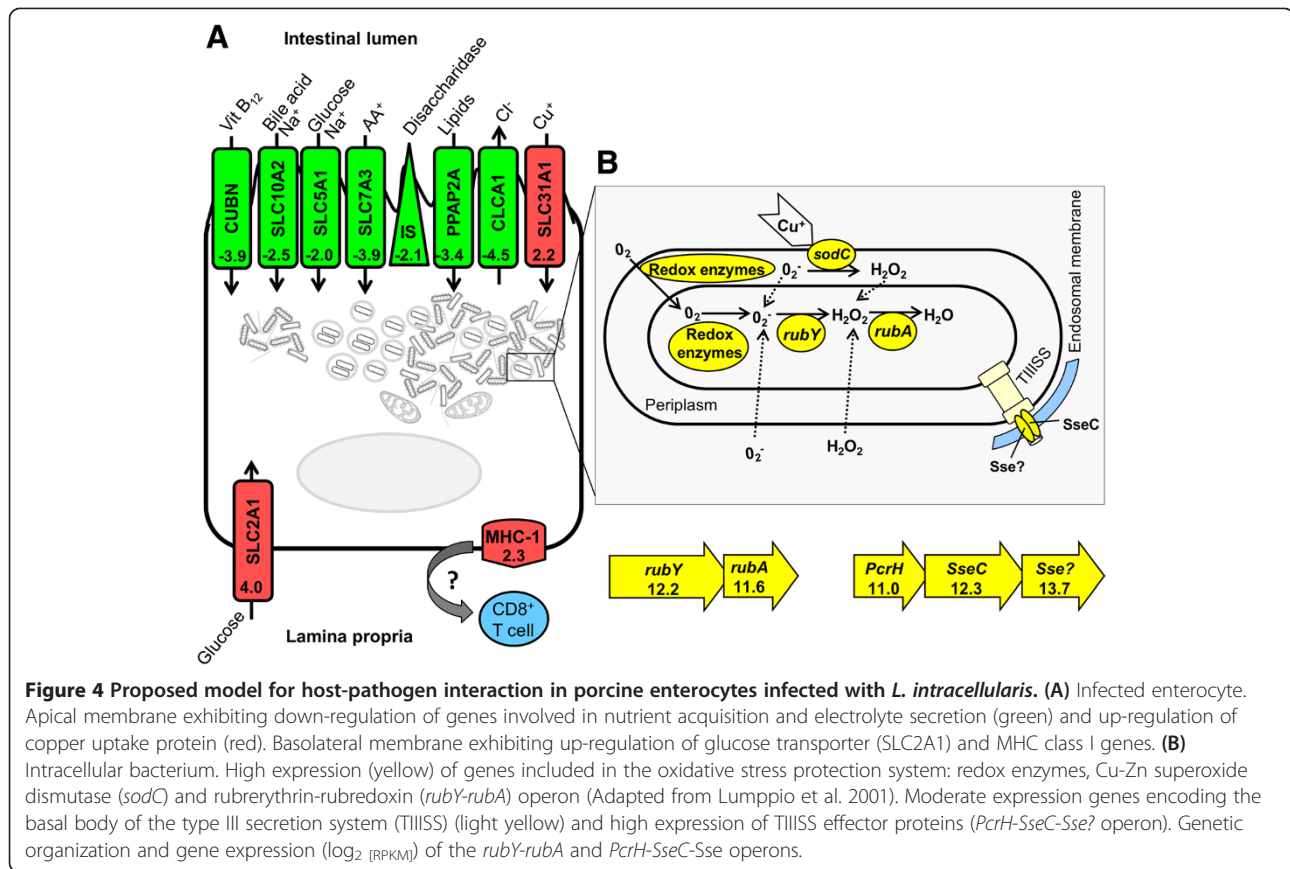 A
Intestinal lumen
Vit B12
Bile acid
Na+
Glucose
Na+
AA+
Disaccharidase
Lipids
Cl-
Cu+
CUBN
-3.9
SLC10A2
-2.5
SLC5A1
-2.0
SLC7A3
-3.9
IS
-2.1
PPAP2A
-3.4
CLCA1
-4.5
SLC31A1
2.2
SLC2A1
4.0
Glucose
MHC-1
2.3
?
CD8+
T cell
Lamina propria
B
Cu+
sodC
02
Redox enzymes
02-
H2O2
02
02-
H2O2
H2O
Redox
enzymes
rubY
rubA
Periplasm
02-
H2O2
TIIISS
Endosomal membrane
SseC
Sse?
rubY
12.2
rubA
11.6
PcrH
11.0
SseC
12.3
Sse?
13.7
Figure 4 Proposed model for host-pathogen interaction in porcine enterocytes infected with L. intracellularis. (A) Infected enterocyte.
Apical membrane exhibiting down-regulation of genes involved in nutrient acquisition and electrolyte secretion (green) and up-regulation of
copper uptake protein (red). Basolateral membrane exhibiting up-regulation of glucose transporter (SLC2A1) and MHC class I genes. (B)
Intracellular bacterium. High expression (yellow) of genes included in the oxidative stress protection system: redox enzymes, Cu-Zn superoxide
dismutase (sodC) and rubrerythrin-rubredoxin (rubY-rubA) operon (Adapted from Lumppio et al. 2001). Moderate expression genes encoding the
basal body of the type III secretion system (TIIISS) (light yellow) and high expression of TIIISS effector proteins (PcrH-SseC-Sse? operon). Genetic
organization and gene expression (log2 [RPKM]) of the rubY-rubA and PcrH-SseC-Sse operons.